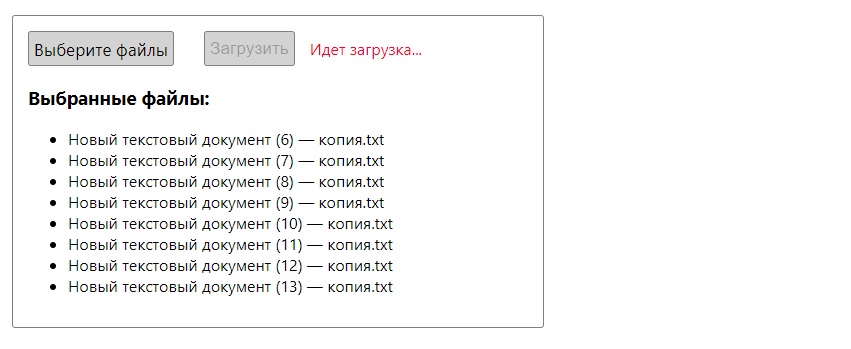 Выберите файлы Загрузить Идет загрузка...
Выбранные файлы:
Новый текстовый документ (6) — копия.txt
Новый текстовый документ (7) — копия.txt
Новый текстовый документ (8) — копия.txt
Новый текстовый документ (9) — копия.txt
Новый текстовый документ (10) — копия.txt
Новый текстовый документ (11) — копия.txt
Новый текстовый документ (12) — копия.txt
Новый текстовый документ (13) — копия.txt